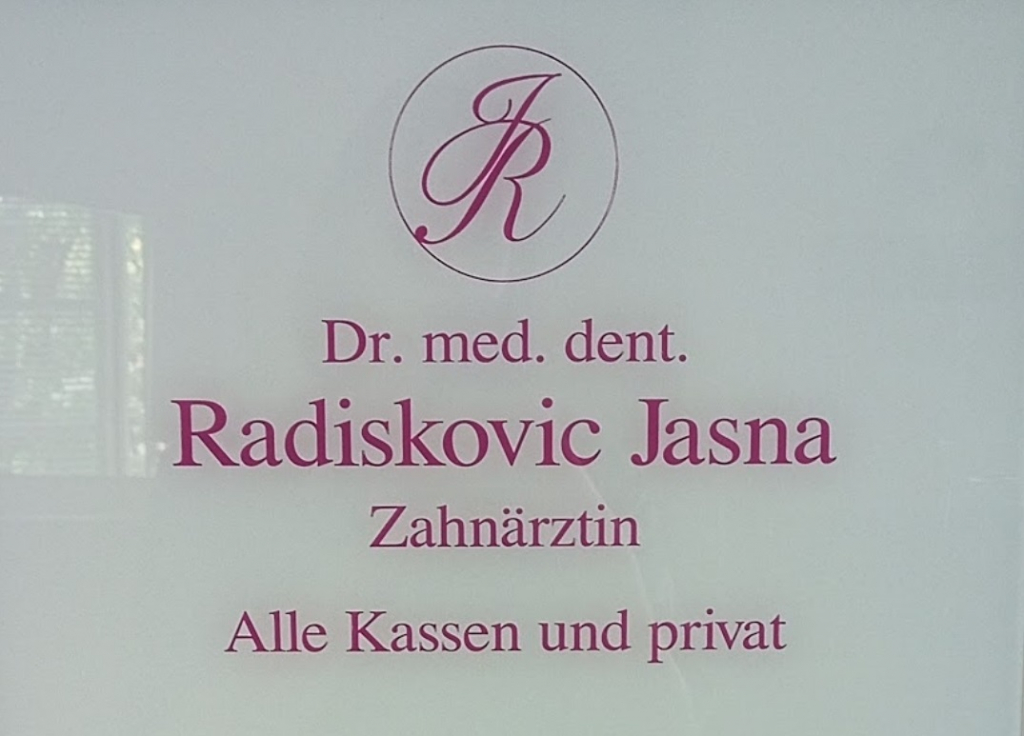 JR
Dr. med. dent.
Radiskovic Jasna
Zahnärztin
Alle Kassen und privat